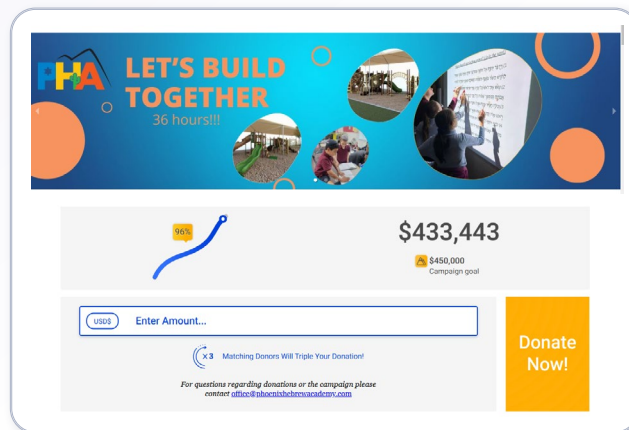 PHA
LET'S BUILD
TOGETHER
36 hours!!!
96%
$433,443
$450,000
Campaign goal
USD$
Enter Amount...
x3
Matching Donors Will Triple Your Donation!
For questions regarding donations or the campaign please
contact office@phoenixhebrewacademy.com
Donate
Now!